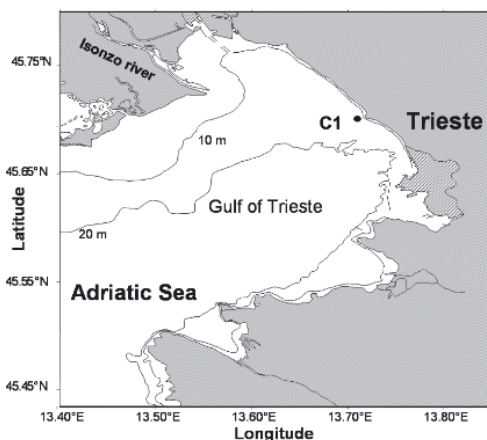 45.75°N
Isonzo river
C1
Trieste
10 m
45.65°N
Latitude
Gulf of Trieste
20 m
45.55°N
Adriatic Sea
45.45°N
13.40°E
13.50°E
13.60°E
13.70°E
13.80°E
Longitude